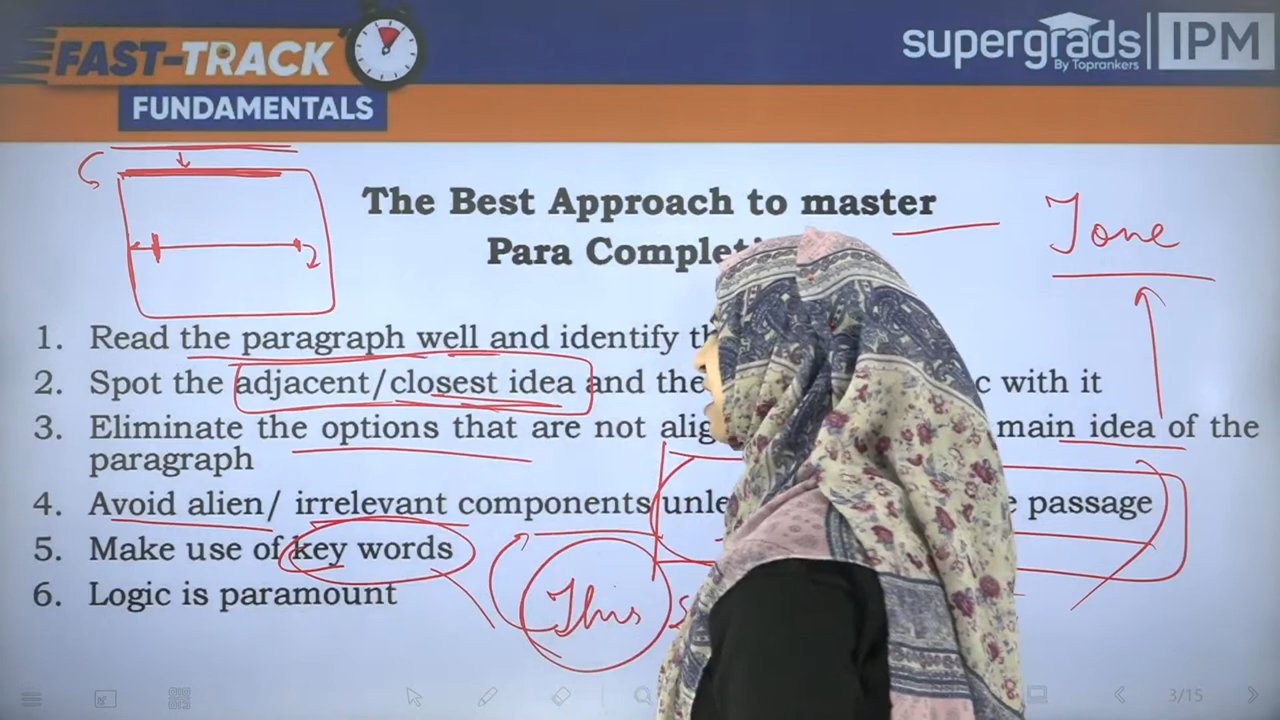 FAST-TRACK
FUNDAMENTALS
supergrads
By Toprankers
IPM
The Best Approach to master
Para Complet
Tone
1. Read the paragraph well and identify
2. Spot the adjacent/closest idea and the c with it
3. Eliminate the options that are not alig main idea of the
paragraph
4. Avoid alien/ irrelevant components unle passage
5. Make use of key words
6. Logic is paramount
This
3/15